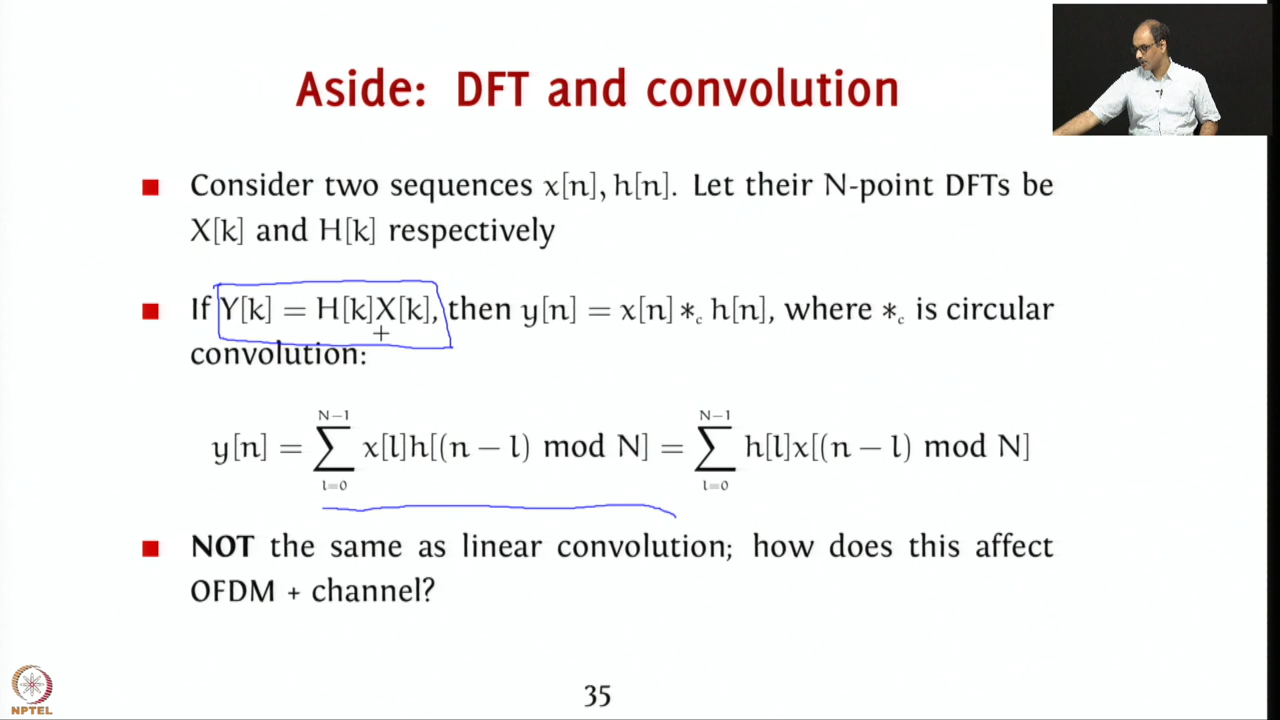 Aside: DFT and convolution
Consider two sequences x[n], h[n]. Let their N-point DFTs be
X[k] and H[k] respectively
If Y[k] = H[k]X[k], then y[n] = x[n] *c h[n], where *c is circular
convolution:
y[n] = ∑_{l=0}^{N−1} x[l]h[(n − l) mod N] = ∑_{l=0}^{N−1} h[l]x[(n − l) mod N]
NOT the same as linear convolution; how does this affect
OFDM + channel?
NPTEL
35